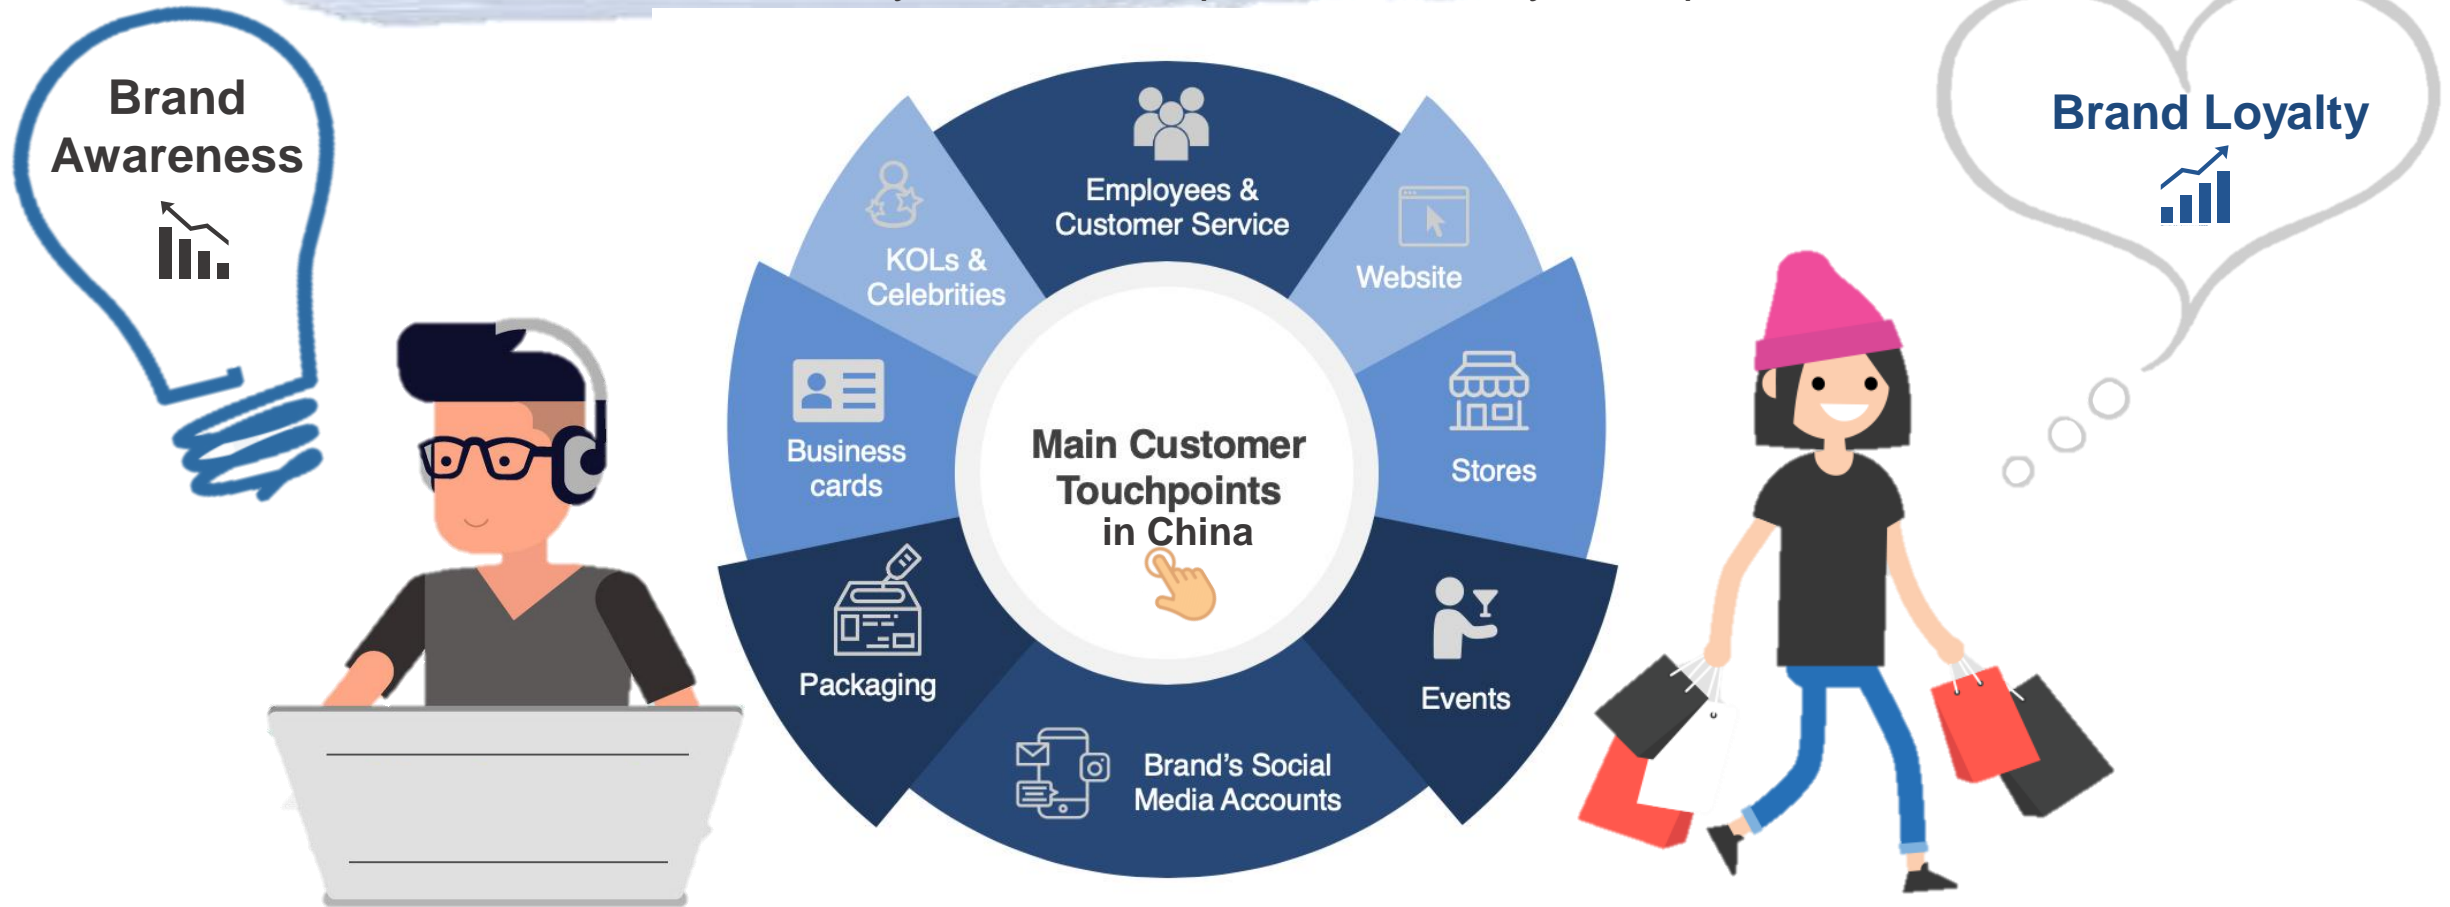 Brand
Awareness
Brand Loyalty
Employees &
Customer Service
KOLs &
Celebrities
Website
Business
cards
Stores
Main Customer
Touchpoints
in China
Packaging
Events
Brand's Social
Media Accounts